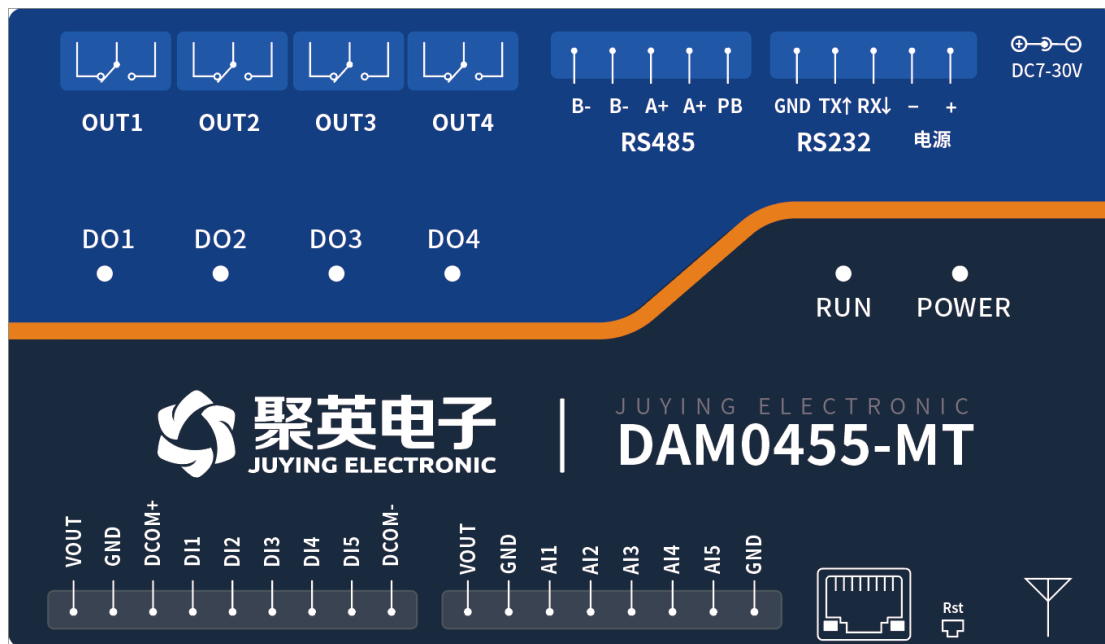 OUT1 OUT2 OUT3 OUT4
B- B- A+ A+ PB GND TX↑ RX↓ − +
RS485 RS232 电源
DC7-30V
DO1 DO2 DO3 DO4
RUN POWER
聚英电子
JUYING ELECTRONIC
JUYING ELECTRONIC
DAM0455-MT
VOUT GND DCOM+ DI1 DI2 DI3 DI4 DI5 DCOM-
VOUT GND AI1 AI2 AI3 AI4 AI5 GND
Rst